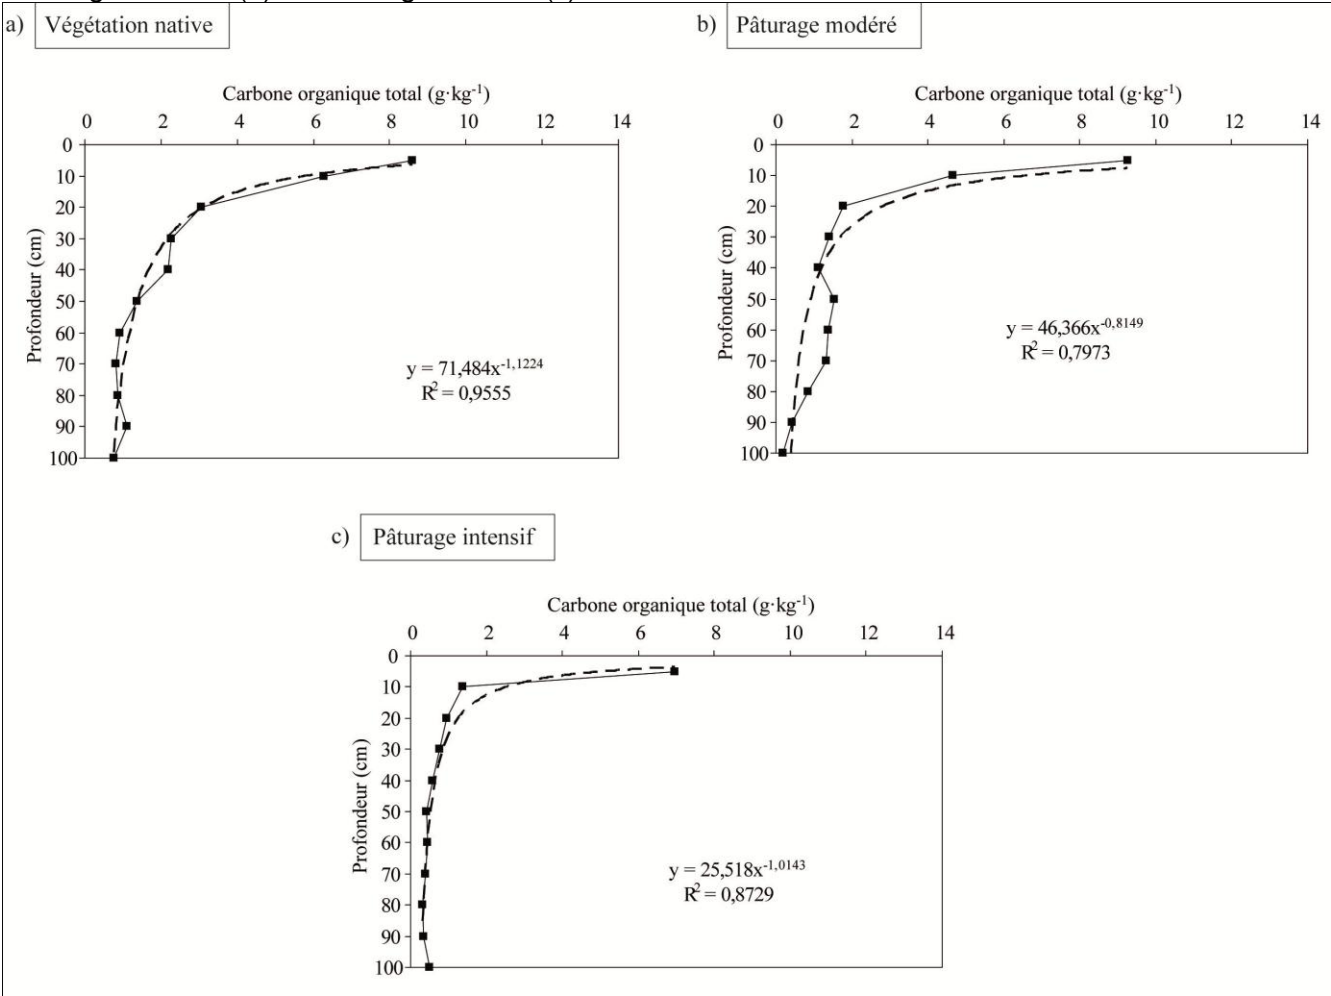 a) Végétation native
Carbone organique total (g·kg⁻¹)
0 2 4 6 8 10 12 14
0
10
20
30
40
50
60
70
80
90
100
Profondeur (cm)
y = 71,484x⁻¹,¹²²⁴
R² = 0,9555
b) Pâturage modéré
Carbone organique total (g·kg⁻¹)
0 2 4 6 8 10 12 14
0
10
20
30
40
50
60
70
80
90
100
Profondeur (cm)
y = 46,366x⁻⁰,⁸¹⁴⁹
R² = 0,7973
c) Pâturage intensif
Carbone organique total (g·kg⁻¹)
0 2 4 6 8 10 12 14
0
10
20
30
40
50
60
70
80
90
100
Profondeur (cm)
y = 25,518x⁻¹,⁰¹⁴³
R² = 0,8729